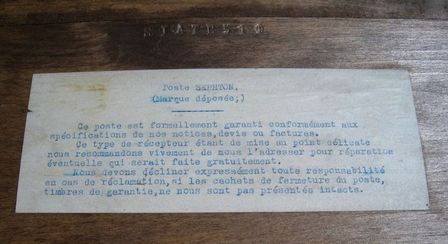 Poste SEPHTON.
(Marque déposée;)
Ce poste est formellement garanti conformément aux
spécifications de nos notices, devis ou factures.
Ce type de récepteur étant de mise au point délicate
nous recommandons vivement de nous l'adresser pour réparation
éventuelle qui serait faite gratuitement.
Nous devons décliner expressément toute responsabilité
en cas de réclamation, si les cachets de fermeture du poste,
timbres de garantie, ne nous sont pas présentés intacts.